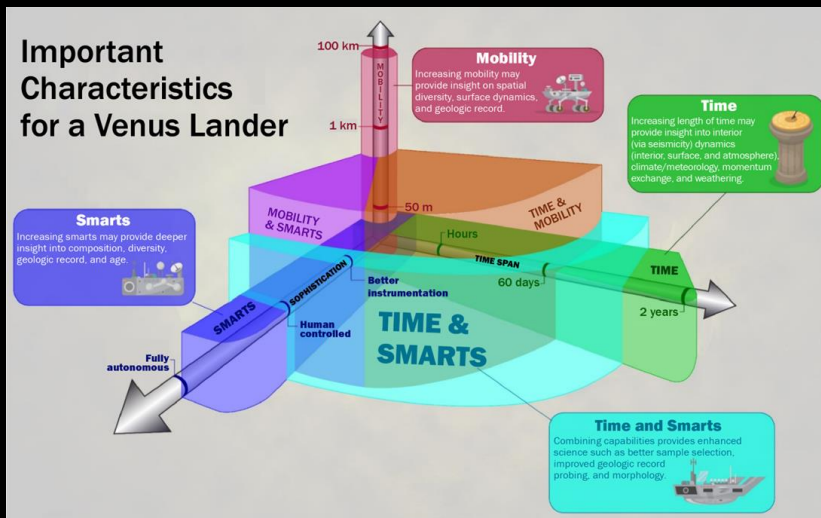 Important
Characteristics
for a Venus Lander
100 km
MOBILITY
1 km
50 m
Mobility
Increasing mobility may
provide insight on spatial
diversity, surface dynamics,
and geologic record.
Time
Increasing length of time may
provide insight into interior
(via seismicity) dynamics
(interior, surface, and atmosphere),
climate/meteorology, momentum
exchange, and weathering.
MOBILITY
& SMARTS
TIME &
MOBILITY
Smarts
Increasing smarts may provide deeper
insight into composition, diversity,
geologic record, and age.
Hours
TIME SPAN
60 days
TIME
2 years
SOPHISTICATION
Better
instrumentation
SMARTS
Human
controlled
Fully
autonomous
TIME &
SMARTS
Time and Smarts
Combining capabilities provides enhanced
science such as better sample selection,
improved geologic record
probing, and morphology.